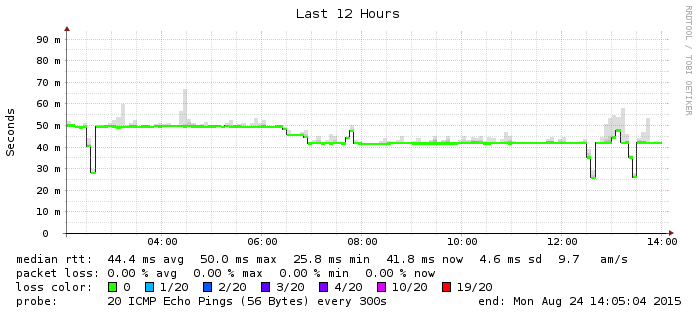 Last 12 Hours
RRDTOOL / TOBI OETIKER
Seconds
90 m
80 m
70 m
60 m
50 m
40 m
30 m
20 m
10 m
0
04:00 06:00 08:00 10:00 12:00 14:00
median rtt: 44.4 ms avg 50.0 ms max 25.8 ms min 41.8 ms now 4.6 ms sd 9.7 am/s
packet loss: 0.00 % avg 0.00 % max 0.00 % min 0.00 % now
loss color: 0 1/20 2/20 3/20 4/20 10/20 19/20
probe: 20 ICMP Echo Pings (56 Bytes) every 300s end: Mon Aug 24 14:05:04 2015